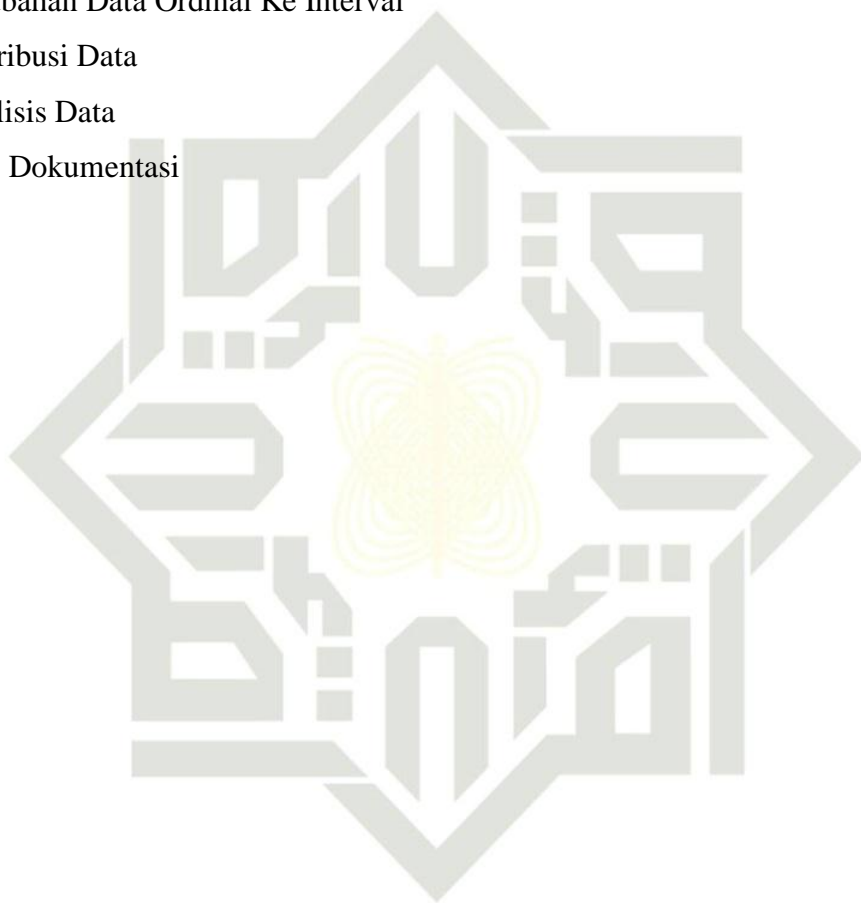 bahan Data Ordinal Ke Interval
ribusi Data
lisis Data
Dokumentasi